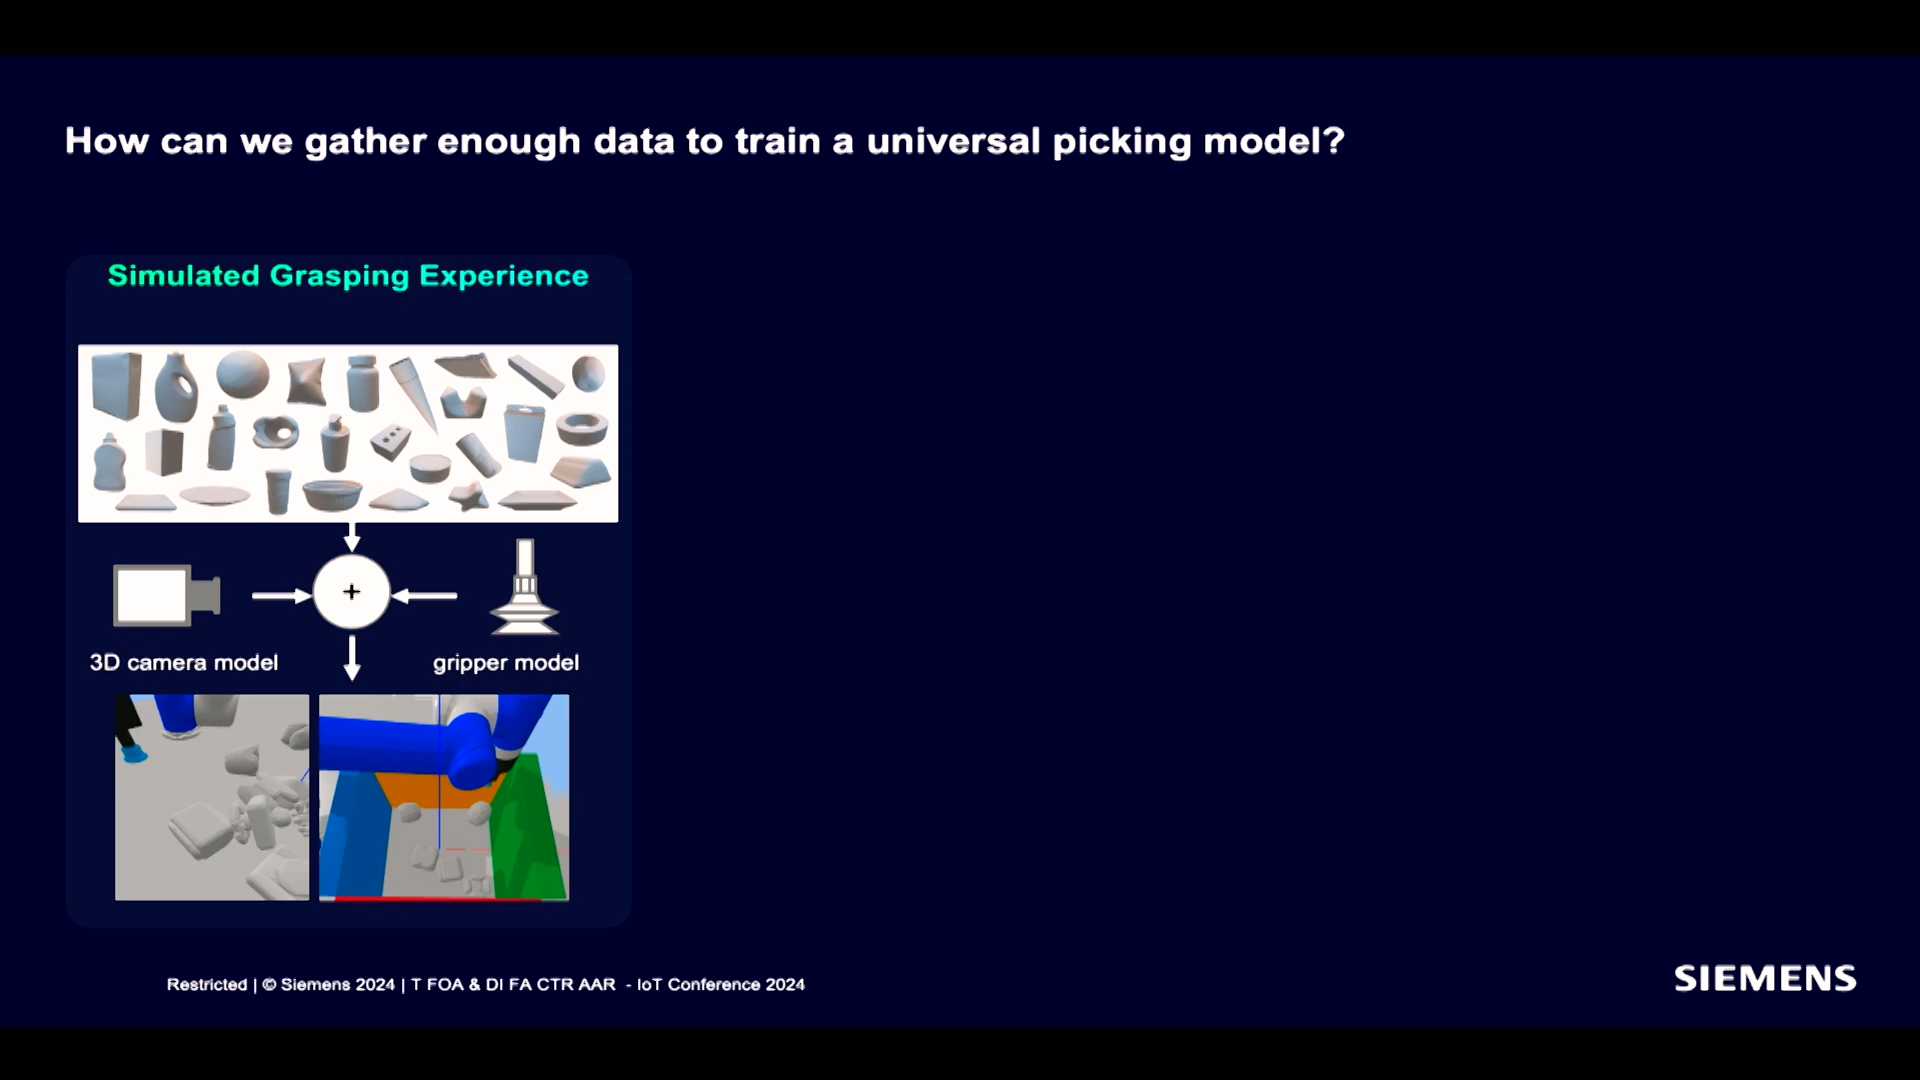 How can we gather enough data to train a universal picking model?
Simulated Grasping Experience
+
3D camera model
gripper model
Restricted | © Siemens 2024 | T FOA & DI FA CTR AAR - IoT Conference 2024
SIEMENS